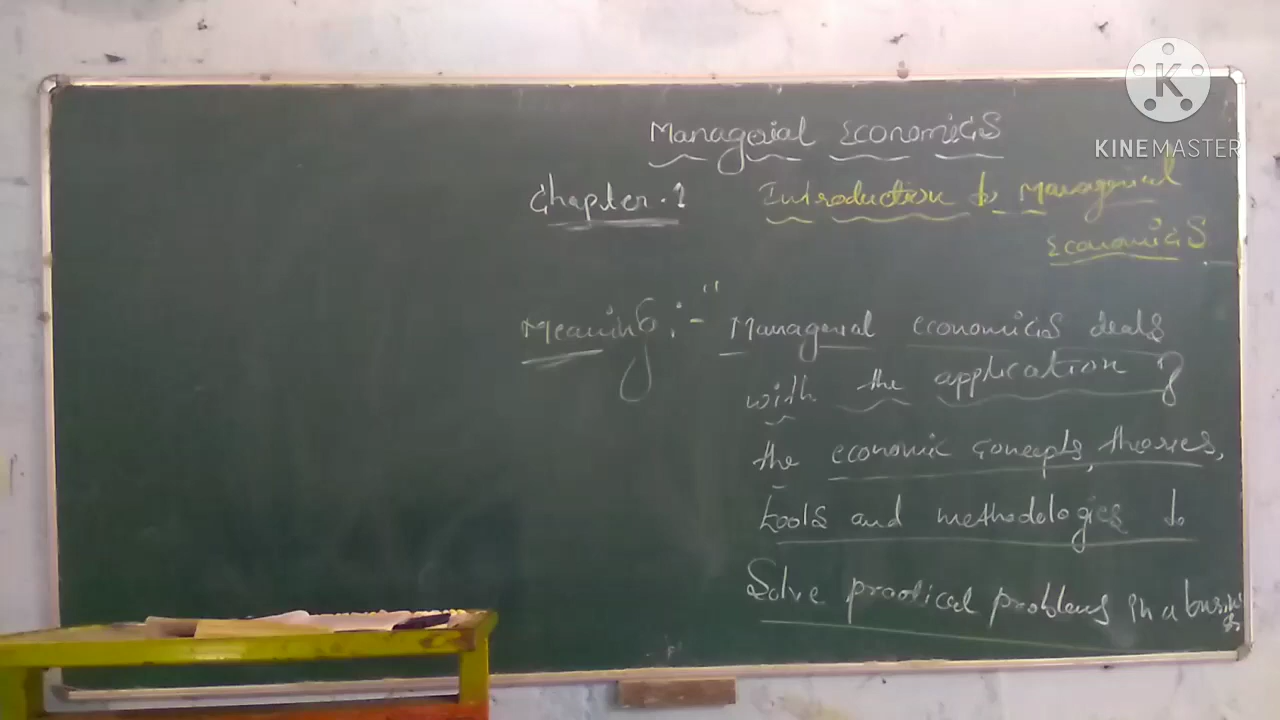 K
KINEMASTER
Managerial Economics
Chapter.1 Introduction to Managerial
Economics
Meaning :- "Managerial economics deals
with the application of
the economic concepts, theories,
tools and methodologies to
Solve practical problems in a business